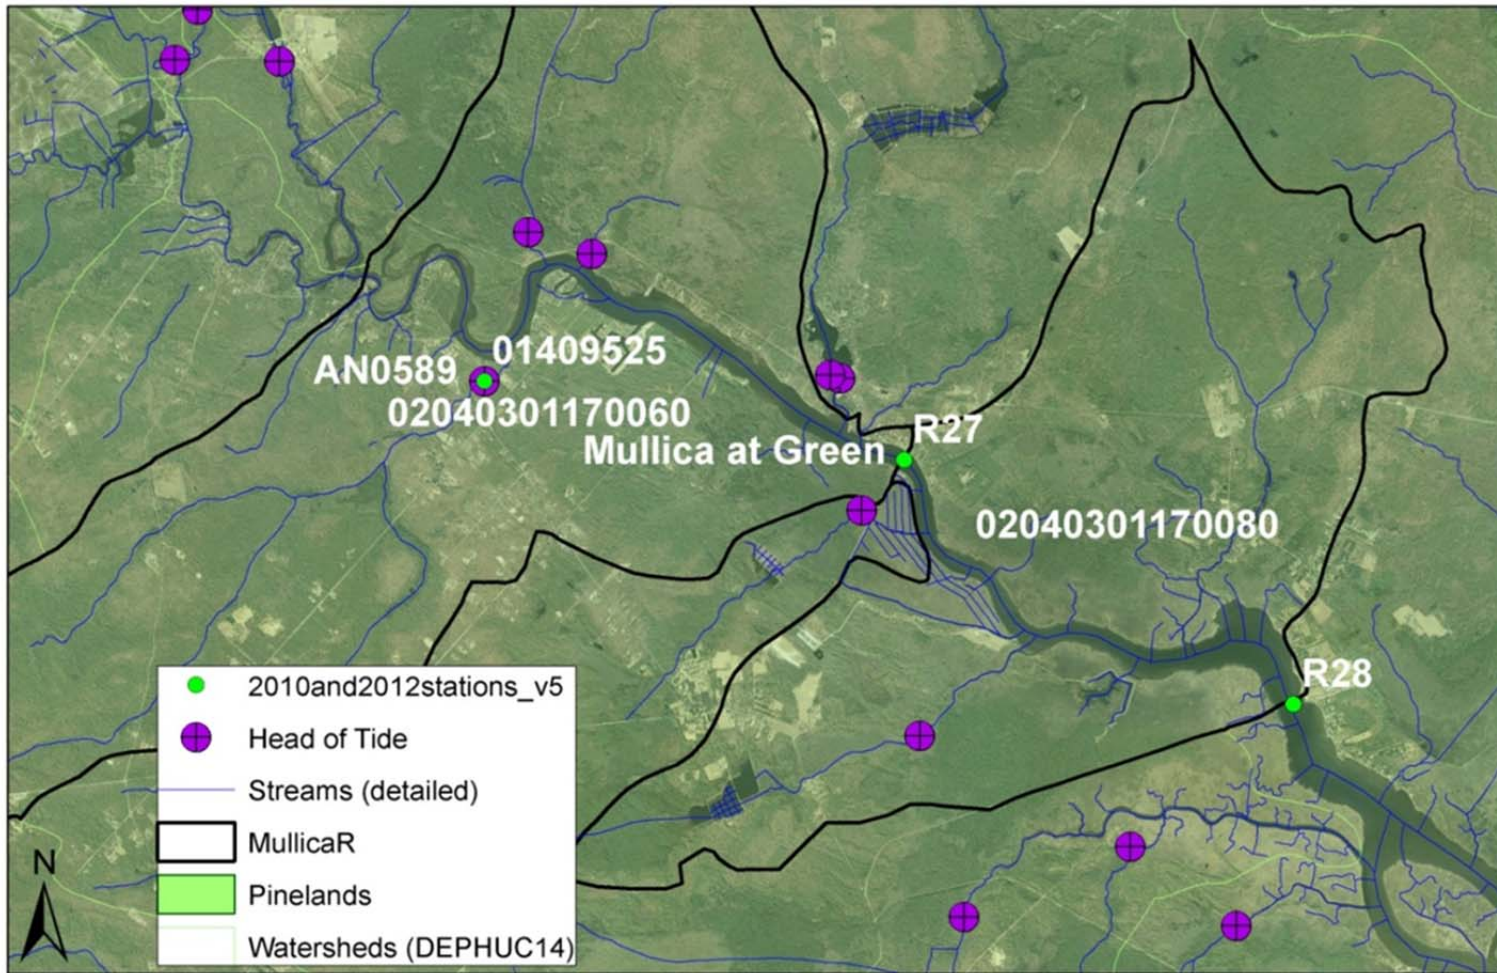 01409525
AN0589
02040301170060
R27
Mullica at Green
02040301170080
R28
2010and2012stations_v5
Head of Tide
Streams (detailed)
MullicaR
Pinelands
Watersheds (DEPHUC14)
N